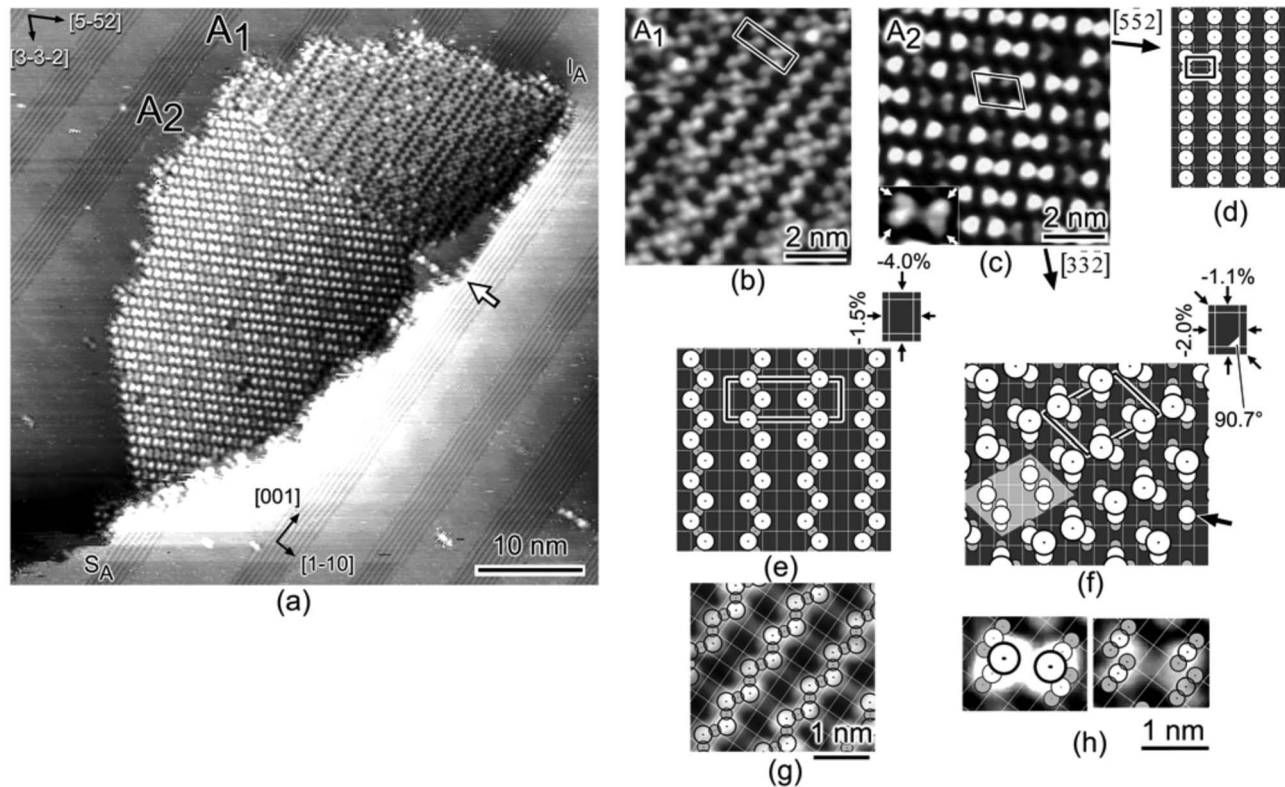 [5-52]
[3-3-2]
A1
A2
IA
SA
[001]
[1-10]
10 nm
(a)
A1
2 nm
(b)
A2
2 nm
(c)
[5̅5̅2]
[3̅3̅2]
(d)
-4.0%
-1.5%
(e)
-1.1%
-2.0%
90.7°
(f)
1 nm
(g)
1 nm
(h)